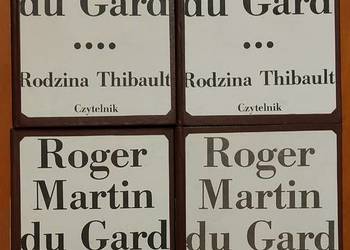 du Gard
••••
Rodzina Thibault
Czytelnik
du Gard
•••
Rodzina Thibault
Czytelnik
Roger
Martin
du Gard
Roger
Martin
du Gard